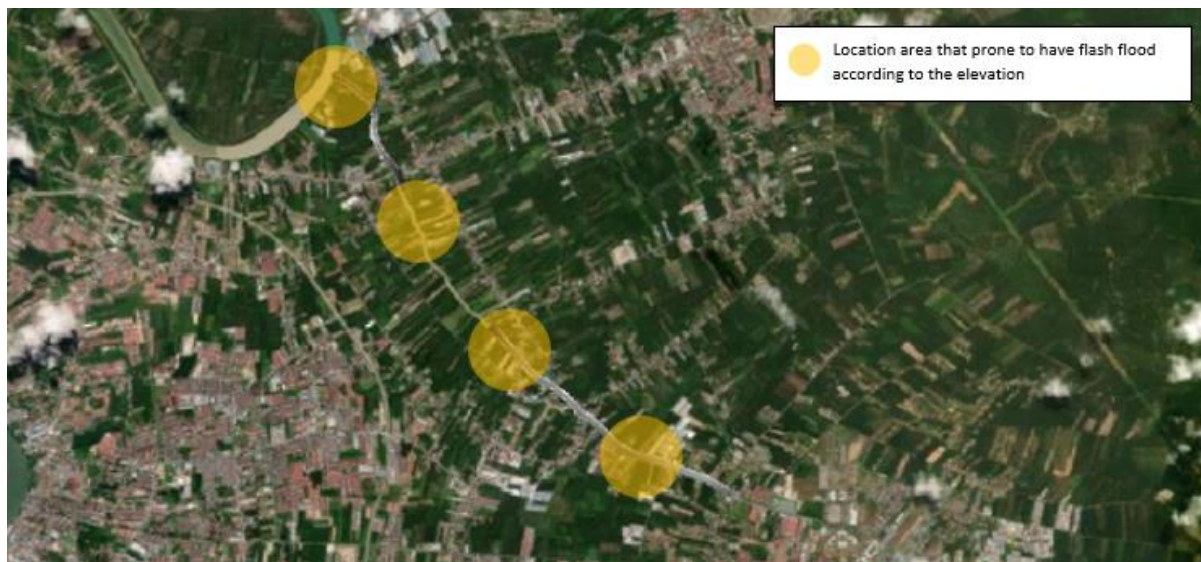 Location area that prone to have flash flood
according to the elevation